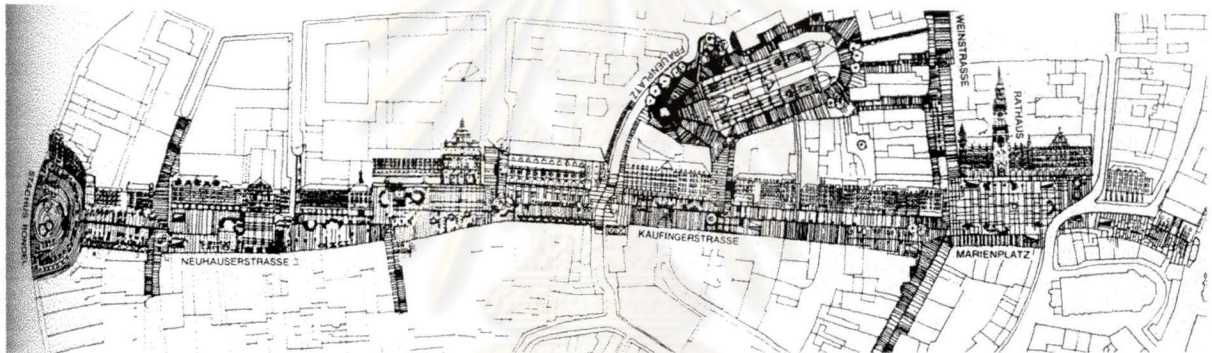 STACHUS RONDEL
NEUHAUSERSTRASSE
FRAUENPLATZ
KAUFINGERSTRASSE
WEINSTRASSE
RATHAUS
MARIENPLATZ